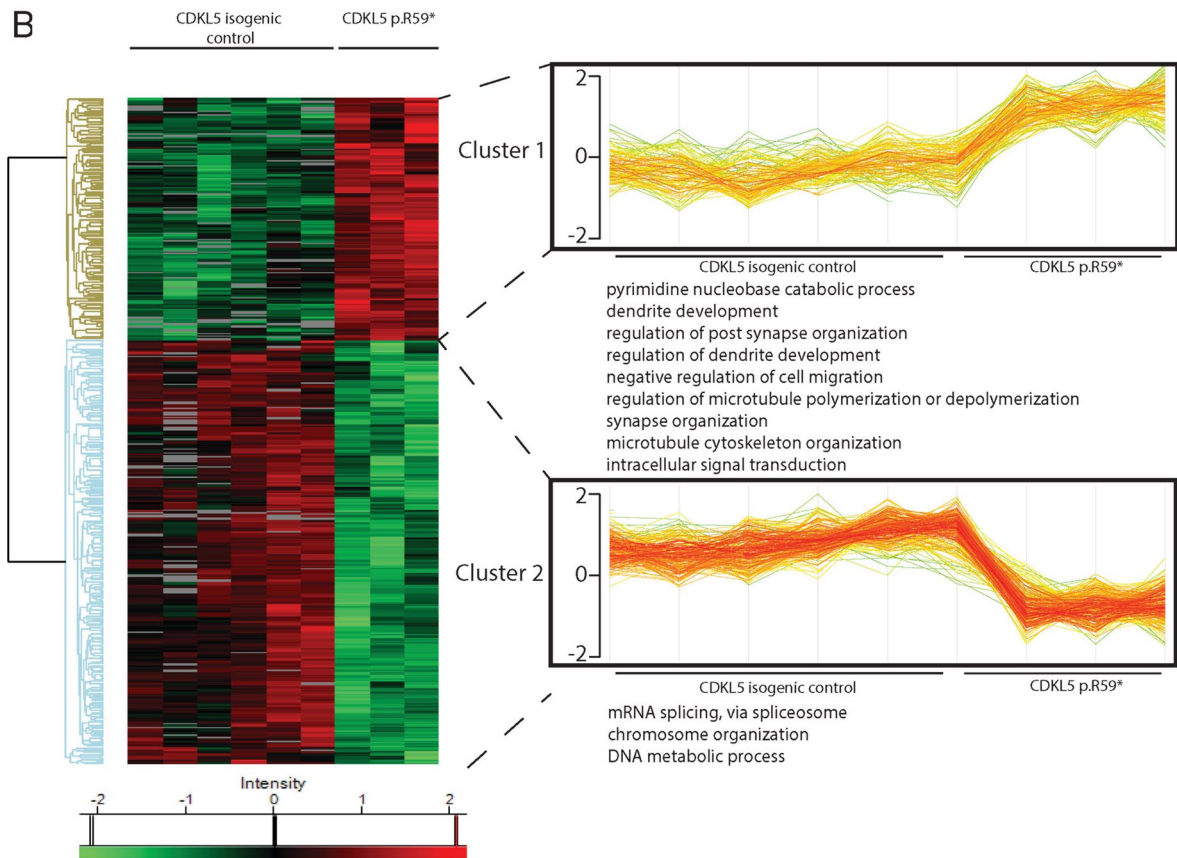 B
CDKL5 isogenic
control
CDKL5 p.R59*
Cluster 1
2
0
-2
CDKL5 isogenic control
CDKL5 p.R59*
pyrimidine nucleobase catabolic process
dendrite development
regulation of post synapse organization
regulation of dendrite development
negative regulation of cell migration
regulation of microtubule polymerization or depolymerization
synapse organization
microtubule cytoskeleton organization
intracellular signal transduction
Cluster 2
2
0
-2
CDKL5 isogenic control
CDKL5 p.R59*
mRNA splicing, via spliceosome
chromosome organization
DNA metabolic process
Intensity
-2 -1 0 1 2